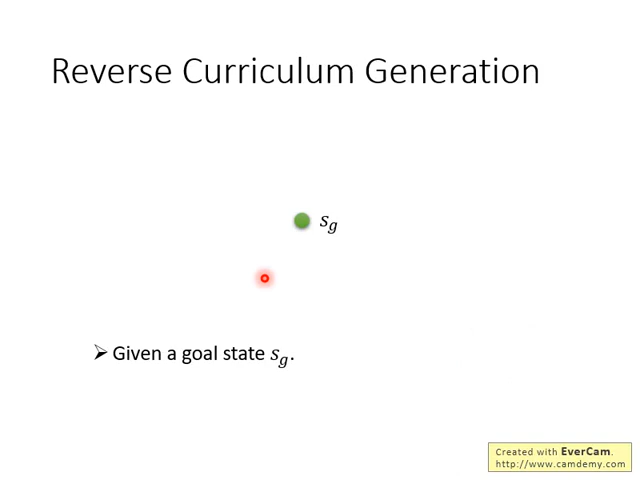 Reverse Curriculum Generation
s_g
➢ Given a goal state s_g.
Created with EverCam.
http://www.camdemy.com